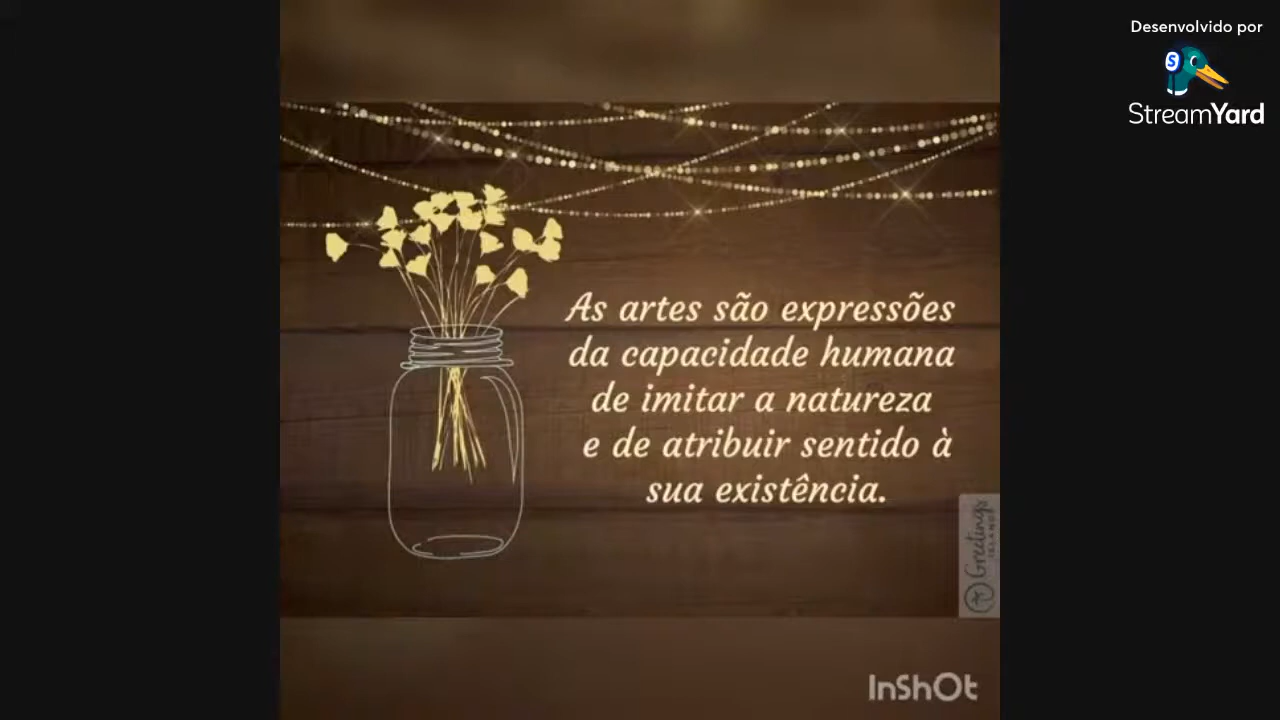 Desenvolvido por
StreamYard
As artes são expressões
da capacidade humana
de imitar a natureza
e de atribuir sentido à
sua existência.
Greetings
ISLAND
InShOt